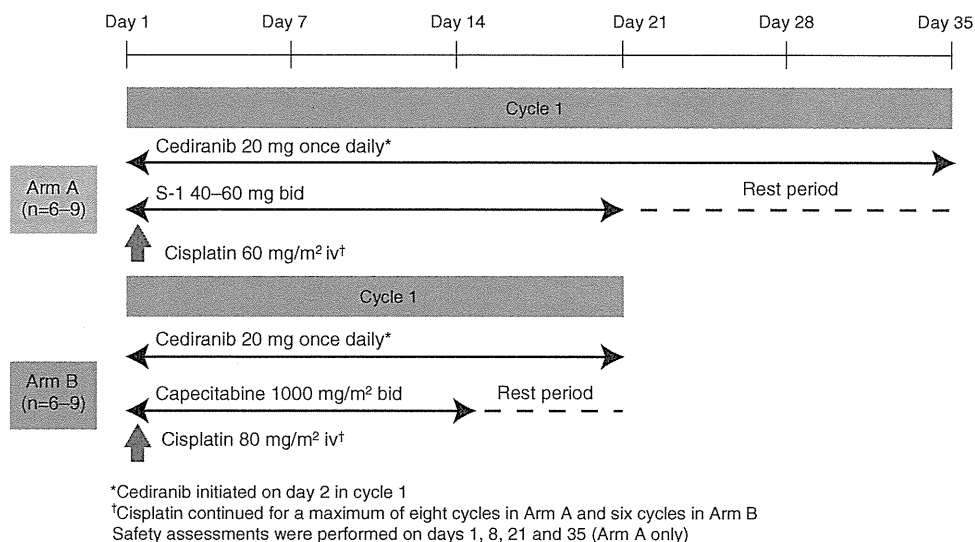 Day 1 Day 7 Day 14 Day 21 Day 28 Day 35
Cycle 1
Cediranib 20 mg once daily*
Arm A
(n=6–9)
S-1 40–60 mg bid
Rest period
Cisplatin 60 mg/m² iv†
Cycle 1
Cediranib 20 mg once daily*
Arm B
(n=6–9)
Capecitabine 1000 mg/m² bid
Rest period
Cisplatin 80 mg/m² iv†
*Cediranib initiated on day 2 in cycle 1
†Cisplatin continued for a maximum of eight cycles in Arm A and six cycles in Arm B
Safety assessments were performed on days 1, 8, 21 and 35 (Arm A only)